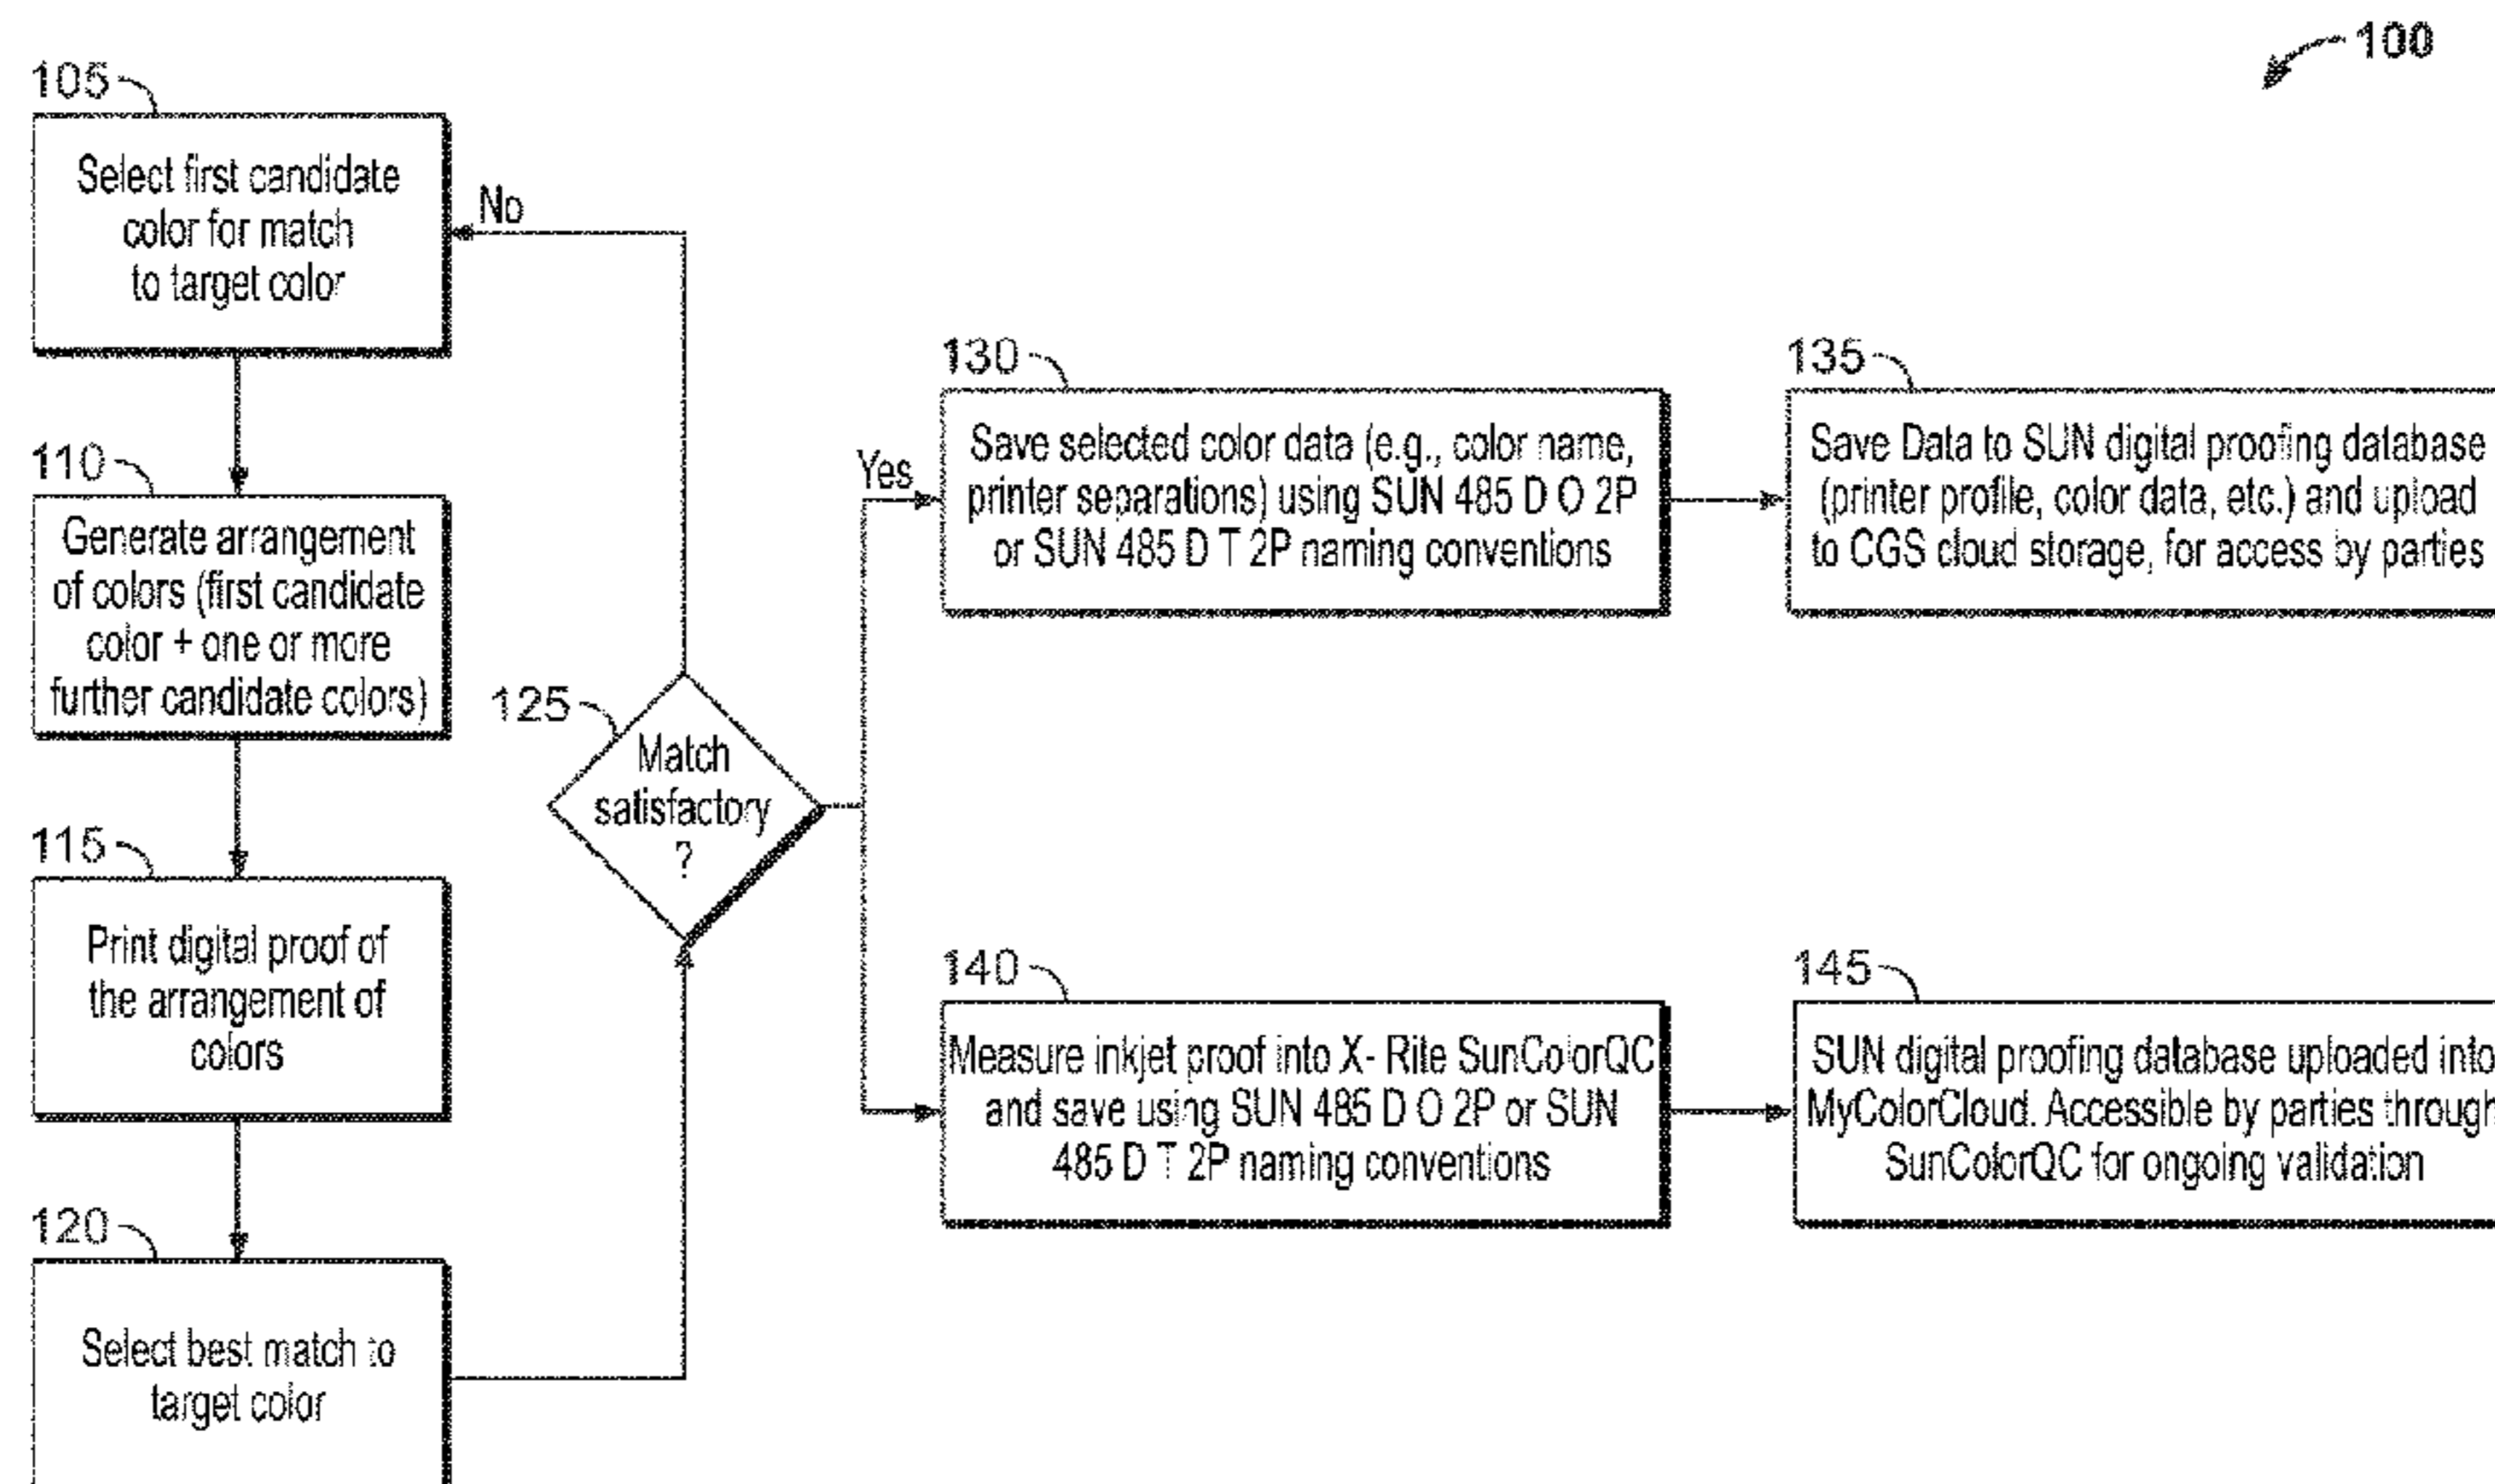 100
105
Select first candidate
color for match
to target color
No
110
Generate arrangement
of colors (first candidate
color + one or more
further candidate colors)
115
Print digital proof of
the arrangement of
colors
120
Select best match to
target color
125
Match
satisfactory
?
Yes
130
Save selected color data (e.g., color name,
printer separations) using SUN 485 D O 2P
or SUN 485 D T 2P naming conventions
135
Save Data to SUN digital proofing database
(printer profile, color data, etc.) and upload
to CGS cloud storage, for access by parties
140
Measure inkjet proof into X- Rite SunColorQC
and save using SUN 485 D O 2P or SUN
485 D T 2P naming conventions
145
SUN digital proofing database uploaded into
MyColorCloud. Accessible by parties through
SunColorQC for ongoing validation